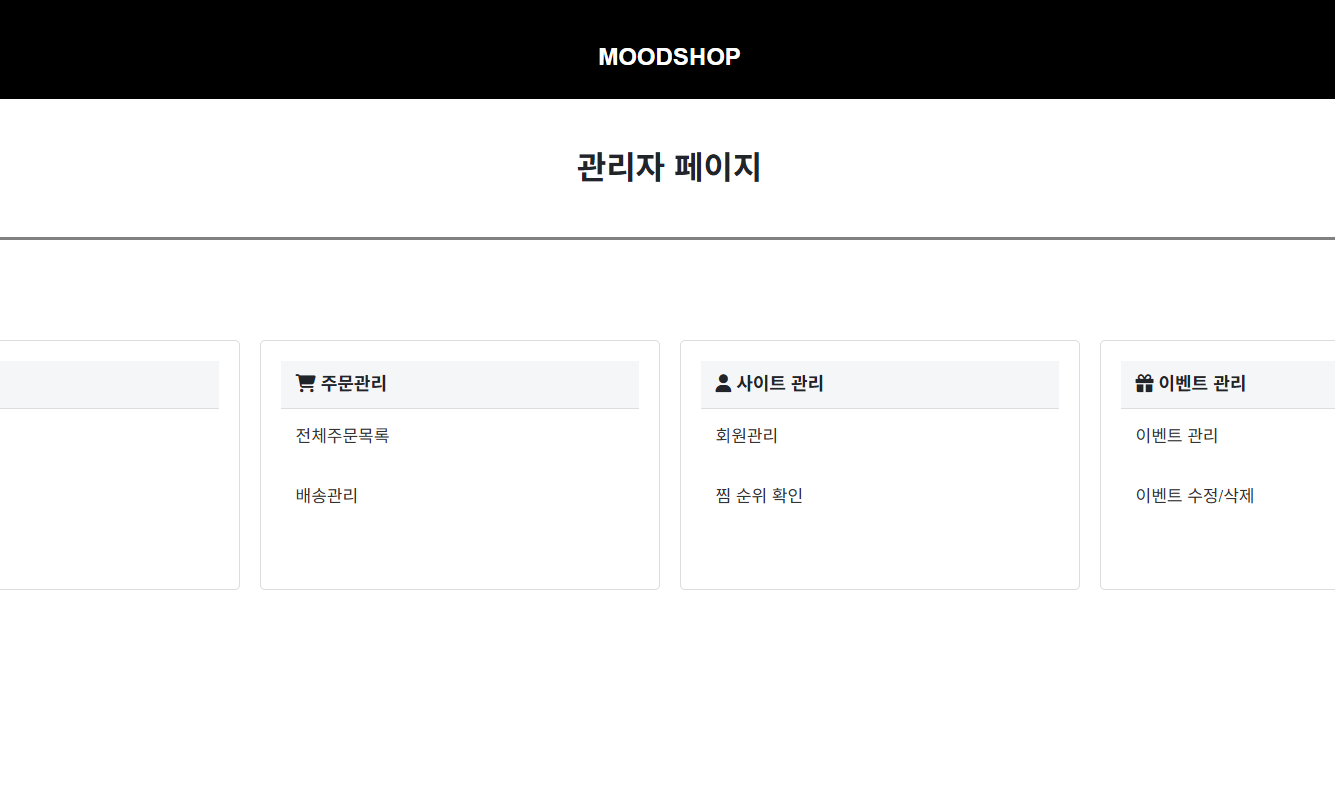 MOODSHOP
관리자 페이지
주문관리
전체주문목록
배송관리
사이트 관리
회원관리
찜 순위 확인
이벤트 관리
이벤트 관리
이벤트 수정/삭제